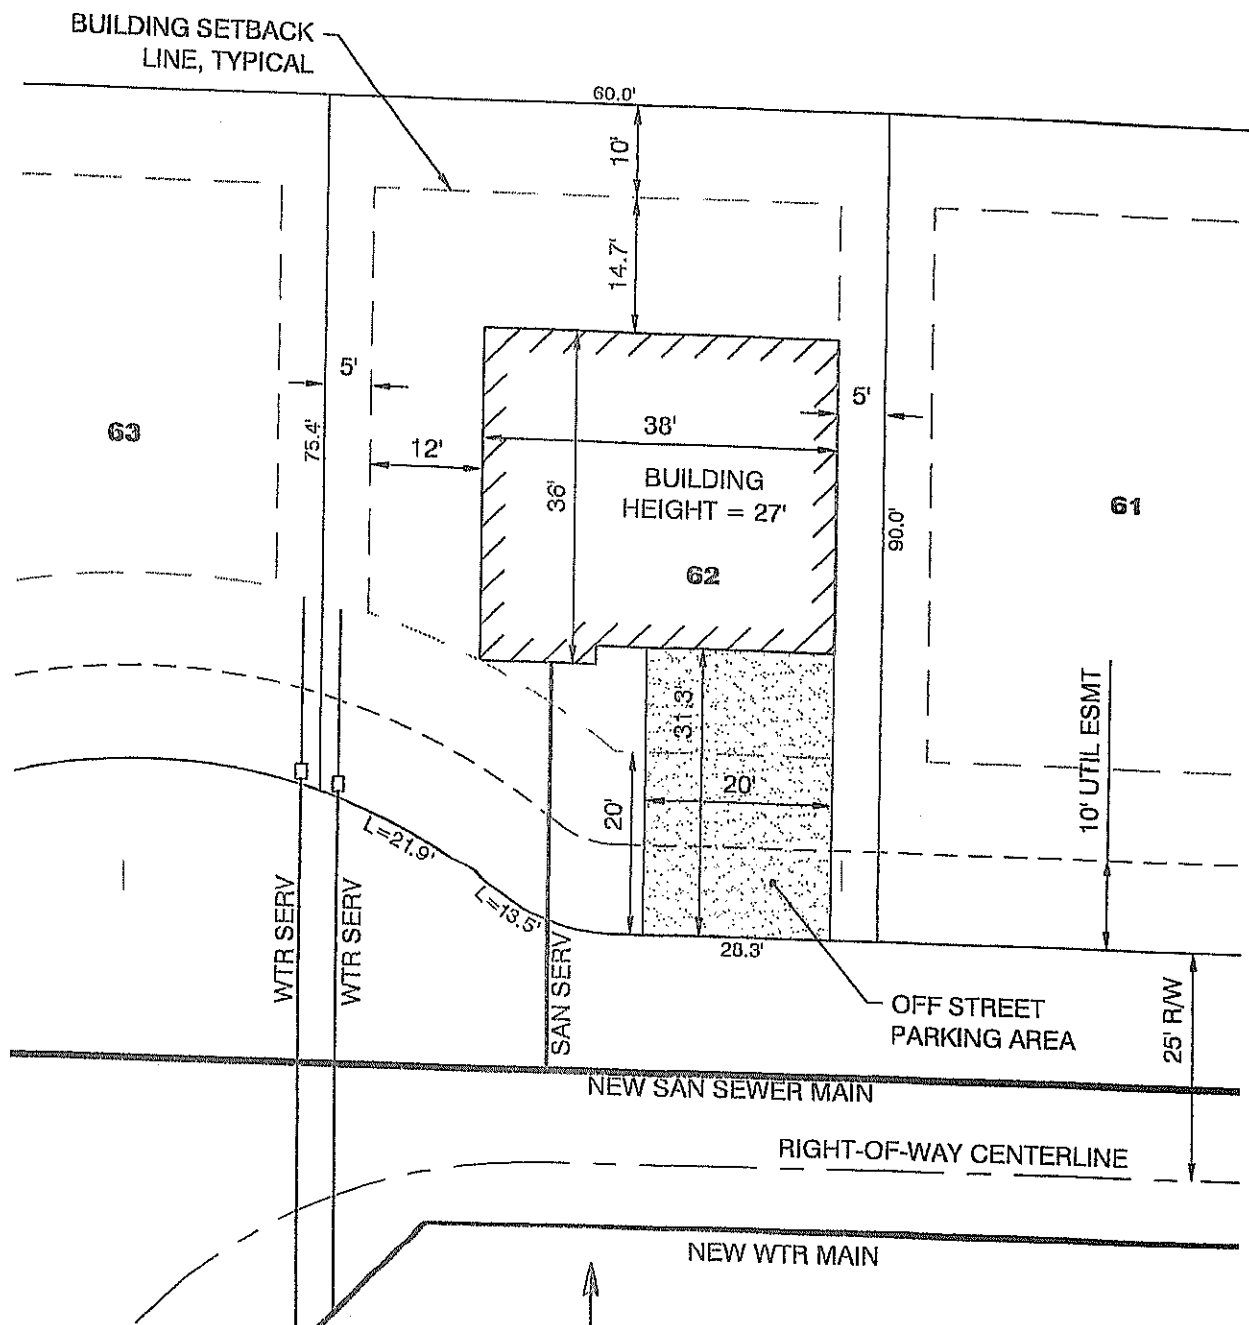 BUILDING SETBACK
LINE, TYPICAL
60.0'
10'
14.7'
5'
5'
63
75.4'
12'
38'
36'
BUILDING
HEIGHT = 27'
62
90.0'
61
31.3'
20'
20'
10' UTIL ESMT
L=21.9'
L=13.5'
28.3'
WTR SERV
WTR SERV
SAN SERV
OFF STREET
PARKING AREA
25' R/W
NEW SAN SEWER MAIN
RIGHT-OF-WAY CENTERLINE
NEW WTR MAIN